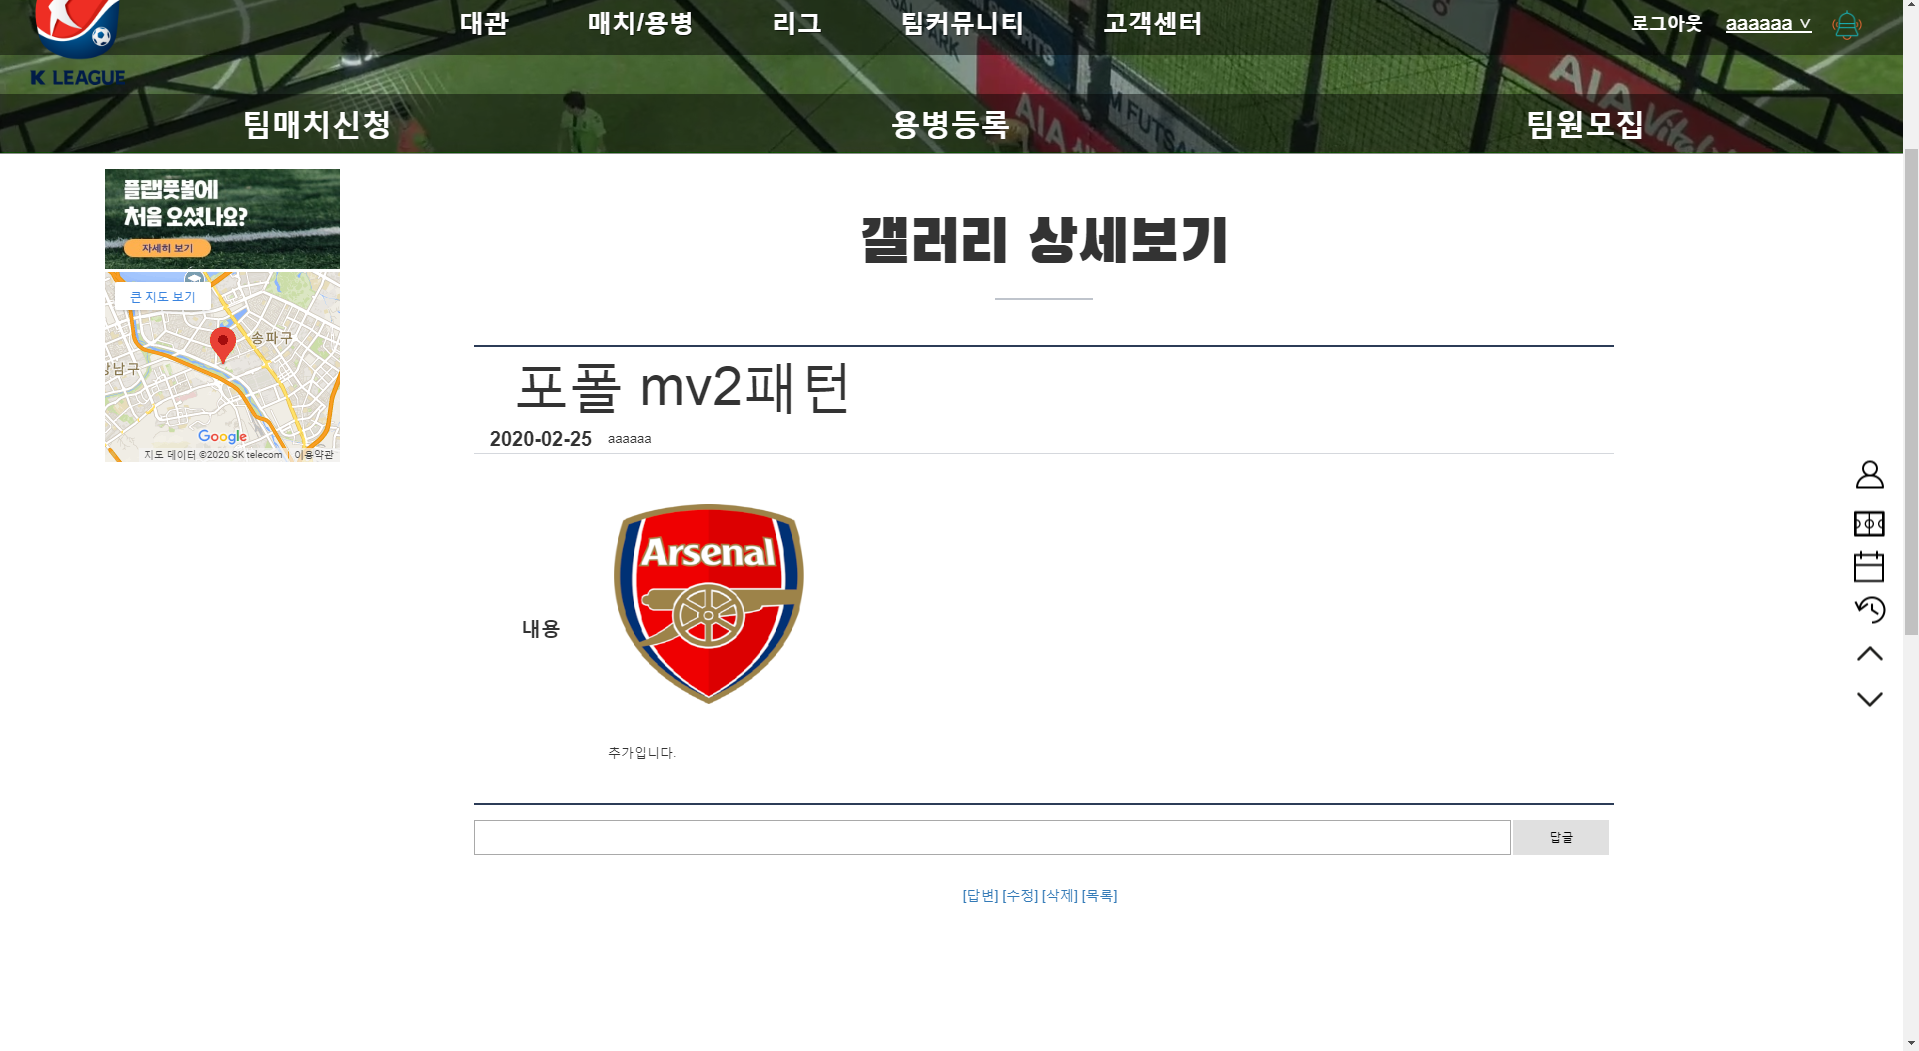 대관 매치/용병 리그 팀커뮤니티 고객센터 로그아웃 aaaaaa ∨
K LEAGUE
팀매치신청 용병등록 팀원모집
AIA
AIA Vitality
플랩풋볼에
처음 오셨나요?
자세히 보기
큰 지도 보기
송파구
강남구
Google
지도 데이터 ©2020 SK telecom 이용약관
갤러리 상세보기
포폴 mv2패턴
2020-02-25 aaaaaa
내용
Arsenal
추가입니다.
답글
[답변] [수정] [삭제] [목록]